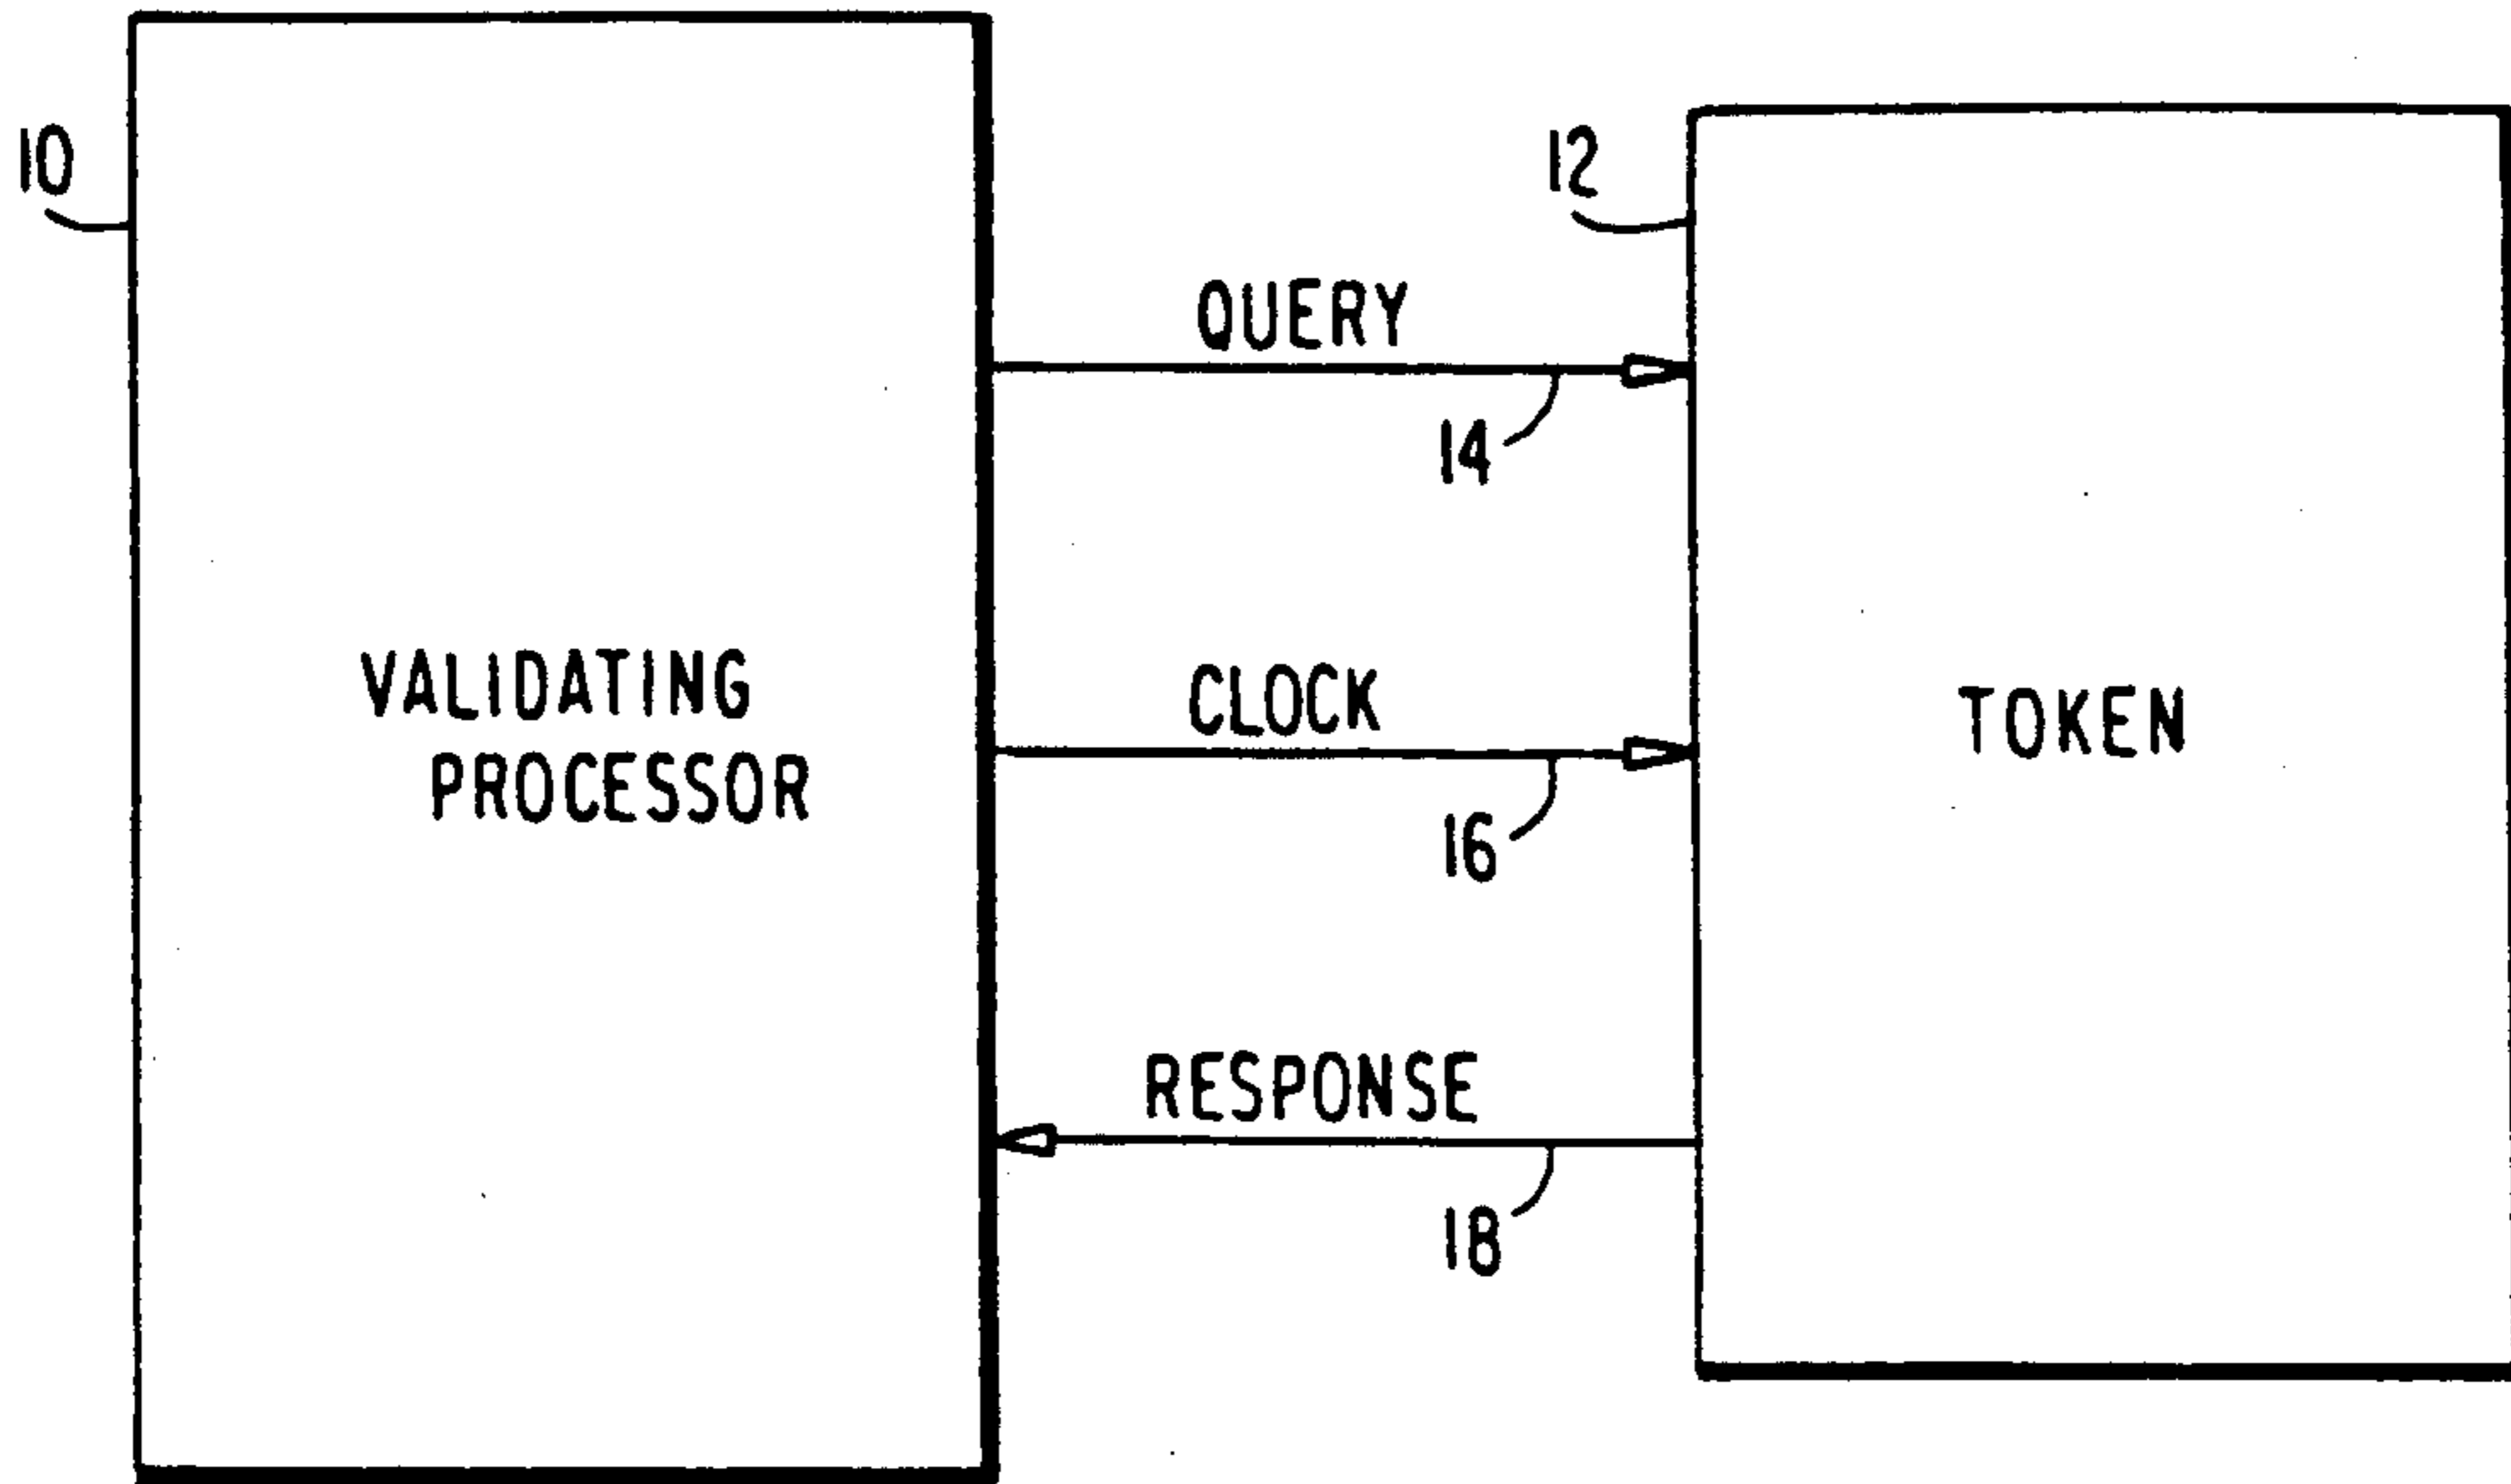 10
12
QUERY
14
VALIDATING
PROCESSOR
CLOCK
TOKEN
16
RESPONSE
18